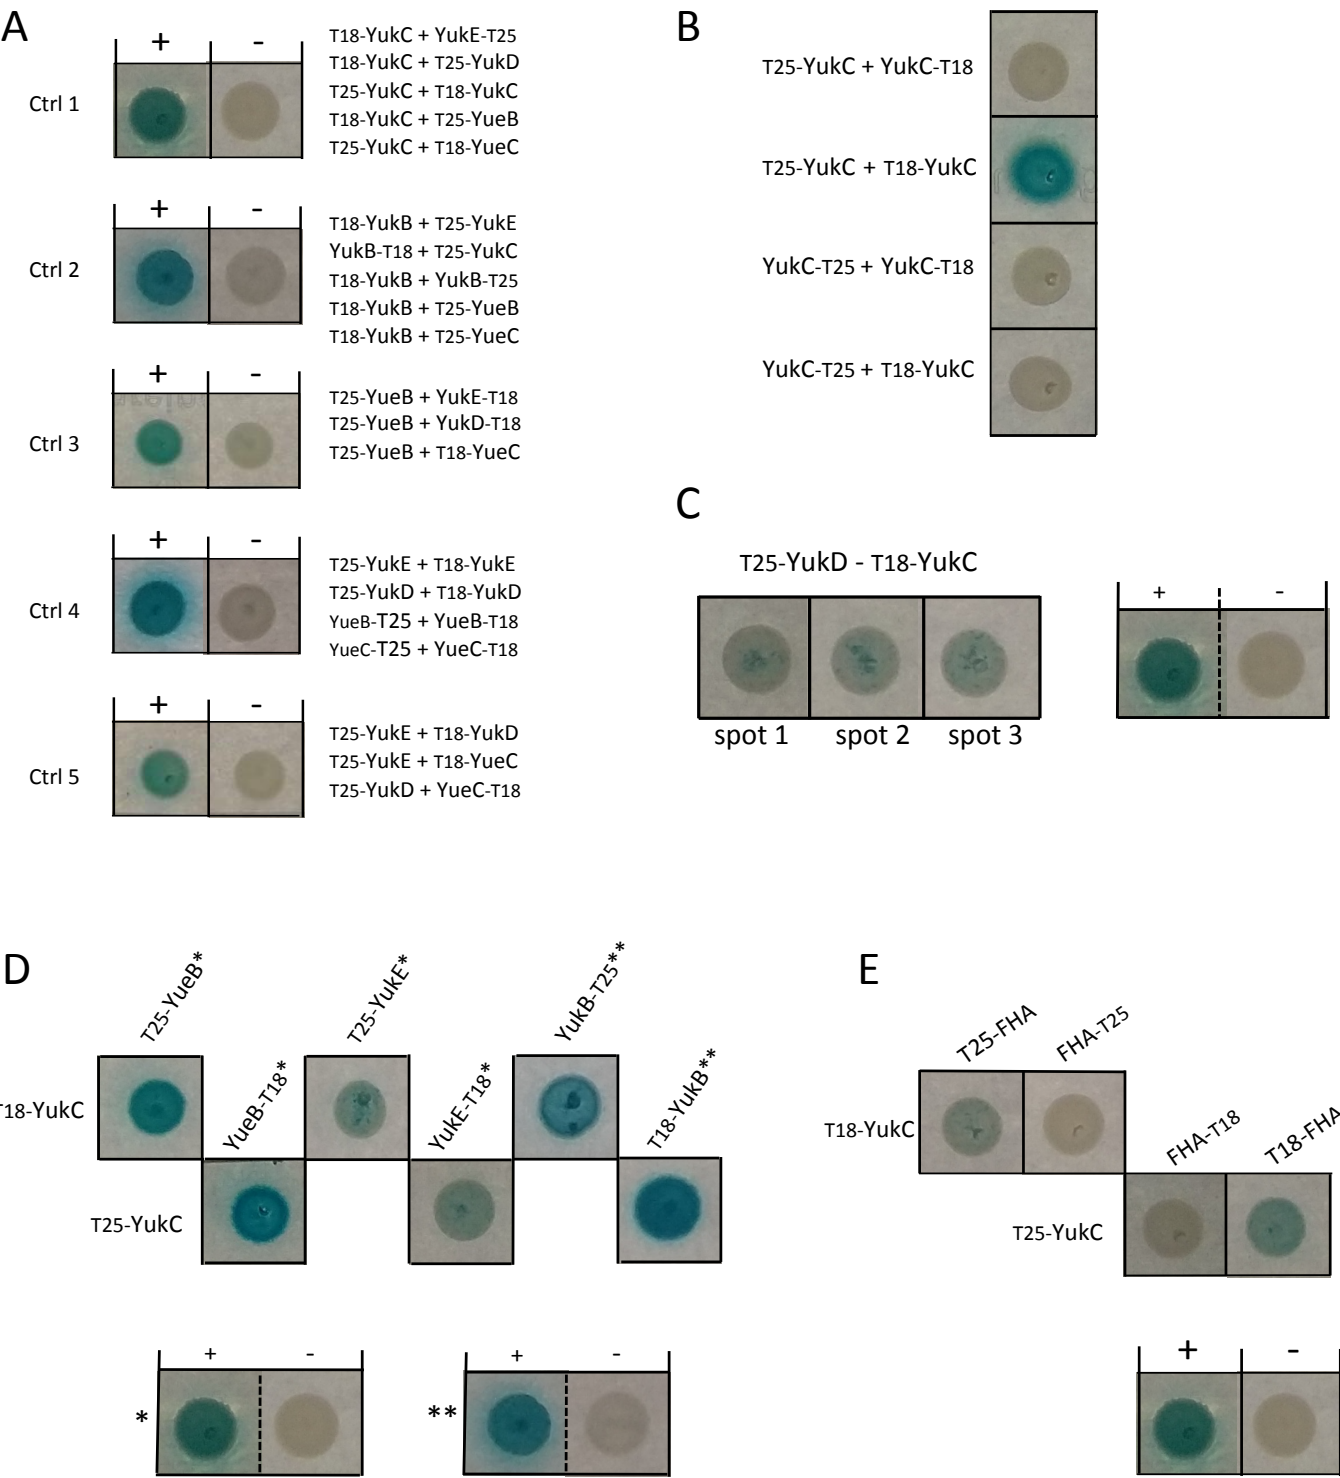 A
+ -
Ctrl 1
T18-YukC + YukE-T25
T18-YukC + T25-YukD
T25-YukC + T18-YukC
T18-YukC + T25-YueB
T25-YukC + T18-YueC
+ -
Ctrl 2
T18-YukB + T25-YukE
YukB-T18 + T25-YukC
T18-YukB + YukB-T25
T18-YukB + T25-YueB
T18-YukB + T25-YueC
+ -
Ctrl 3
T25-YueB + YukE-T18
T25-YueB + YukD-T18
T25-YueB + T18-YueC
+ -
Ctrl 4
T25-YukE + T18-YukE
T25-YukD + T18-YukD
YueB-T25 + YueB-T18
YueC-T25 + YueC-T18
+ -
Ctrl 5
T25-YukE + T18-YukD
T25-YukE + T18-YueC
T25-YukD + YueC-T18
B
T25-YukC + YukC-T18
T25-YukC + T18-YukC
YukC-T25 + YukC-T18
YukC-T25 + T18-YukC
C
T25-YukD - T18-YukC
spot 1 spot 2 spot 3
+ -
D
T25-YueB*
T25-YukE*
YukB-T25**
T18-YukC
YueB-T18*
YukE-T18*
T18-YukB**
T25-YukC
+ -
*
+ -
**
E
T25-FHA
FHA-T25
T18-YukC
FHA-T18
T18-FHA
T25-YukC
+ -